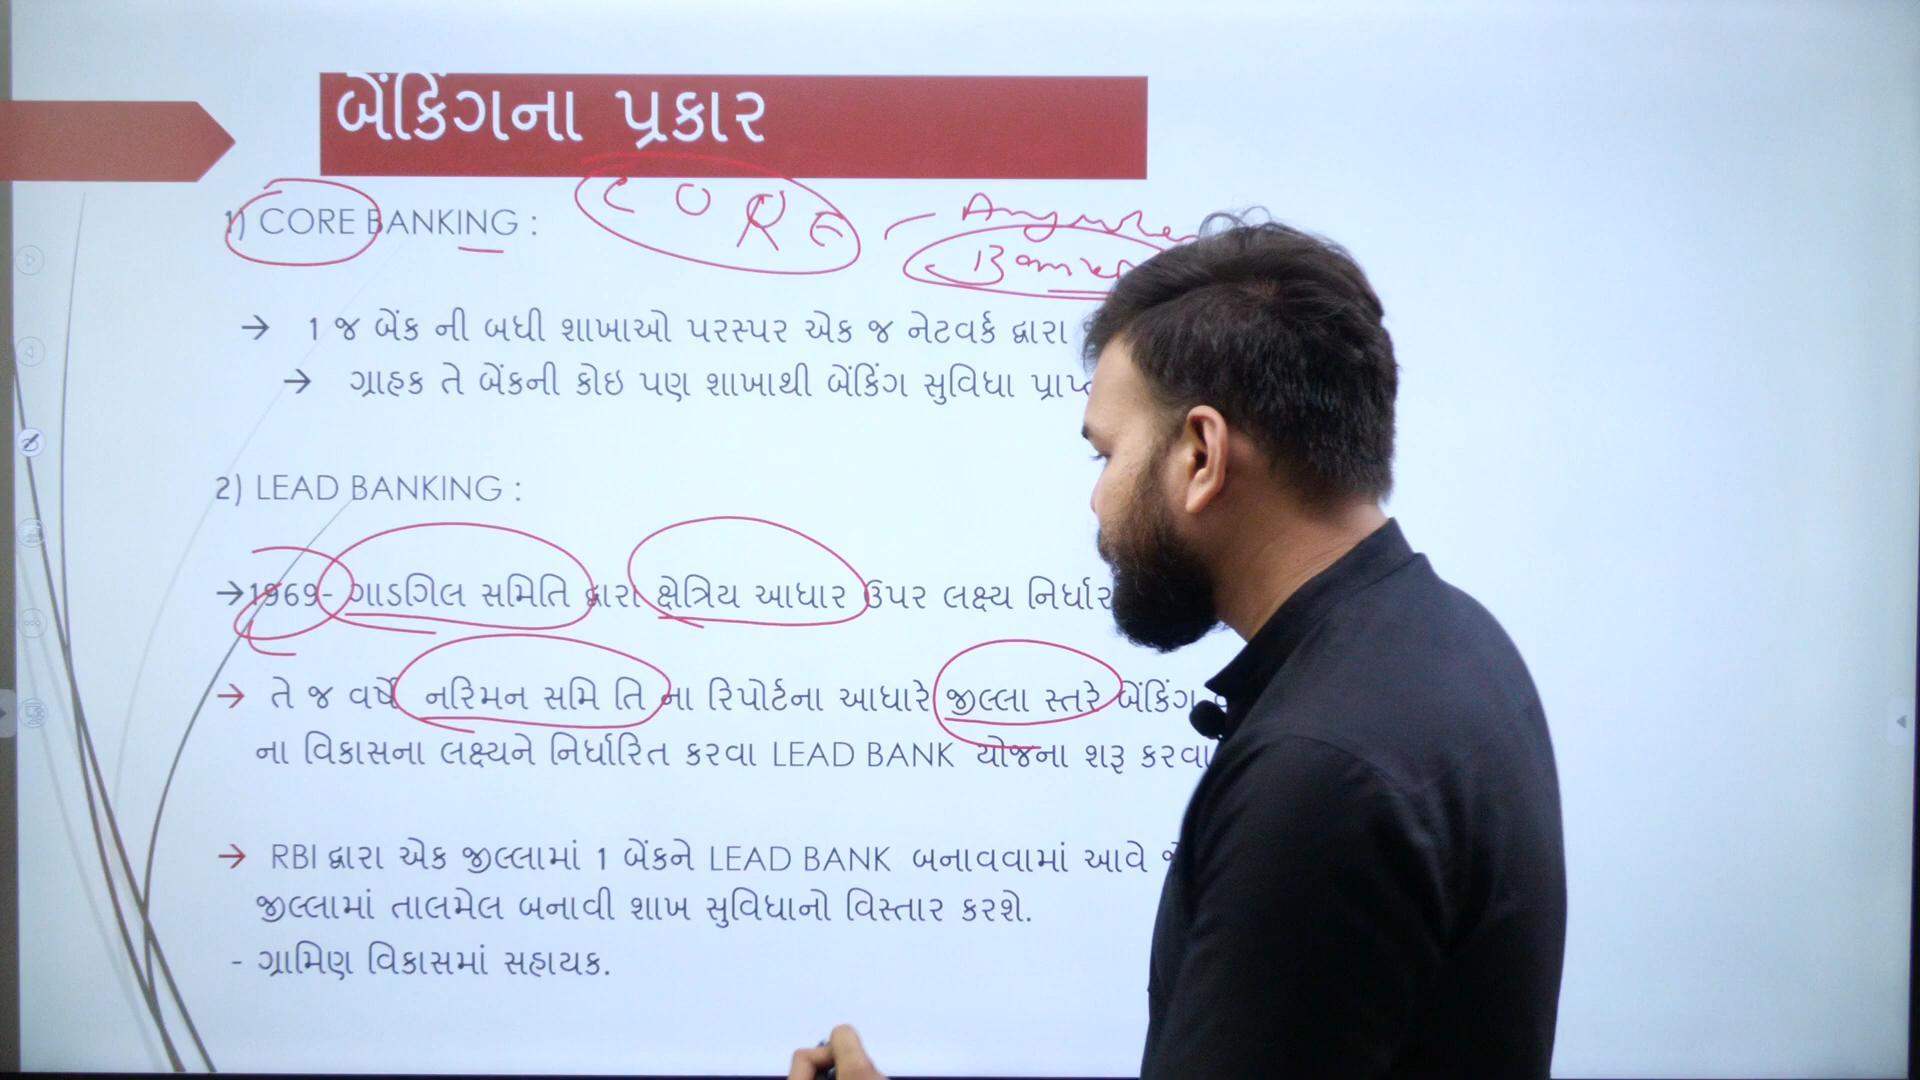 બેંકિંગના પ્રકાર
1) CORE BANKING :
C O R E
Banking
→ 1 જ બેંક ની બધી શાખાઓ પરસ્પર એક જ નેટવર્ક દ્વારા
→ ગ્રાહક તે બેંકની કોઇ પણ શાખાથી બેંકિંગ સુવિધા
2) LEAD BANKING :
→1969- ગાડગિલ સમિતિ દ્વારા ક્ષેત્રિય આધાર ઉપર લક્ષ્ય
→ તે જ વર્ષે નરિમન સમિ તિ ના રિપોર્ટના આધારે જીલ્લા સ્તરે બેંકિંગ
ના વિકાસના લક્ષ્યને નિર્ધારિત કરવા LEAD BANK યોજના શરૂ કરવા
→ RBI દ્વારા એક જીલ્લામાં 1 બેંકને LEAD BANK બનાવવામાં આવે
જીલ્લામાં તાલમેલ બનાવી શાખ સુવિધાનો વિસ્તાર કરશે.
- ગ્રામિણ વિકાસમાં સહાયક.